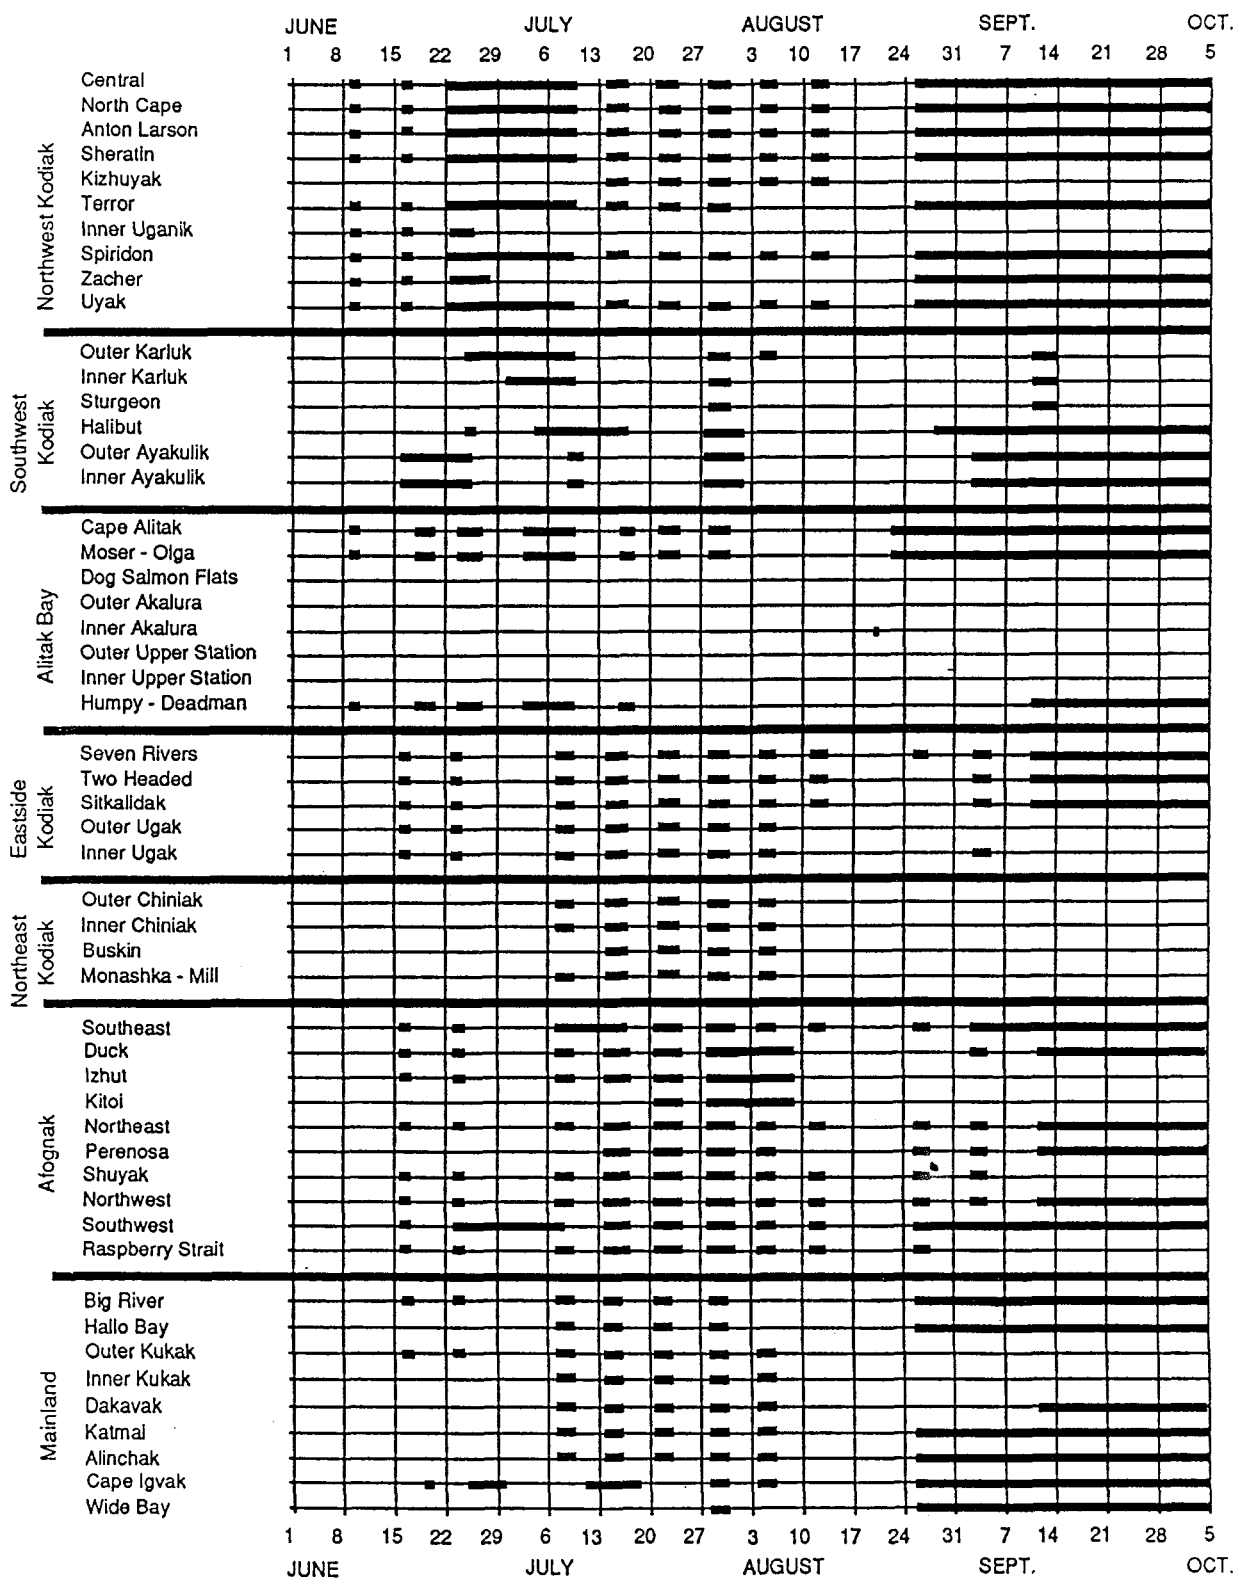 JUNE JULY AUGUST SEPT. OCT.
1 8 15 22 29 6 13 20 27 3 10 17 24 31 7 14 21 28 5
Northwest Kodiak
Central
North Cape
Anton Larson
Sheratin
Kizhuyak
Terror
Inner Uganik
Spiridon
Zacher
Uyak
Southwest
Kodiak
Outer Karluk
Inner Karluk
Sturgeon
Halibut
Outer Ayakulik
Inner Ayakulik
Alitak Bay
Cape Alitak
Moser - Olga
Dog Salmon Flats
Outer Akalura
Inner Akalura
Outer Upper Station
Inner Upper Station
Humpy - Deadman
Eastside
Kodiak
Seven Rivers
Two Headed
Sitkalidak
Outer Ugak
Inner Ugak
Northeast
Kodiak
Outer Chiniak
Inner Chiniak
Buskin
Monashka - Mill
Afognak
Southeast
Duck
Izhut
Kitoi
Northeast
Perenosa
Shuyak
Northwest
Southwest
Raspberry Strait
Mainland
Big River
Hallo Bay
Outer Kukak
Inner Kukak
Dakavak
Katmai
Alinchak
Cape Igvak
Wide Bay
1 8 15 22 29 6 13 20 27 3 10 17 24 31 7 14 21 28 5
JUNE JULY AUGUST SEPT. OCT.